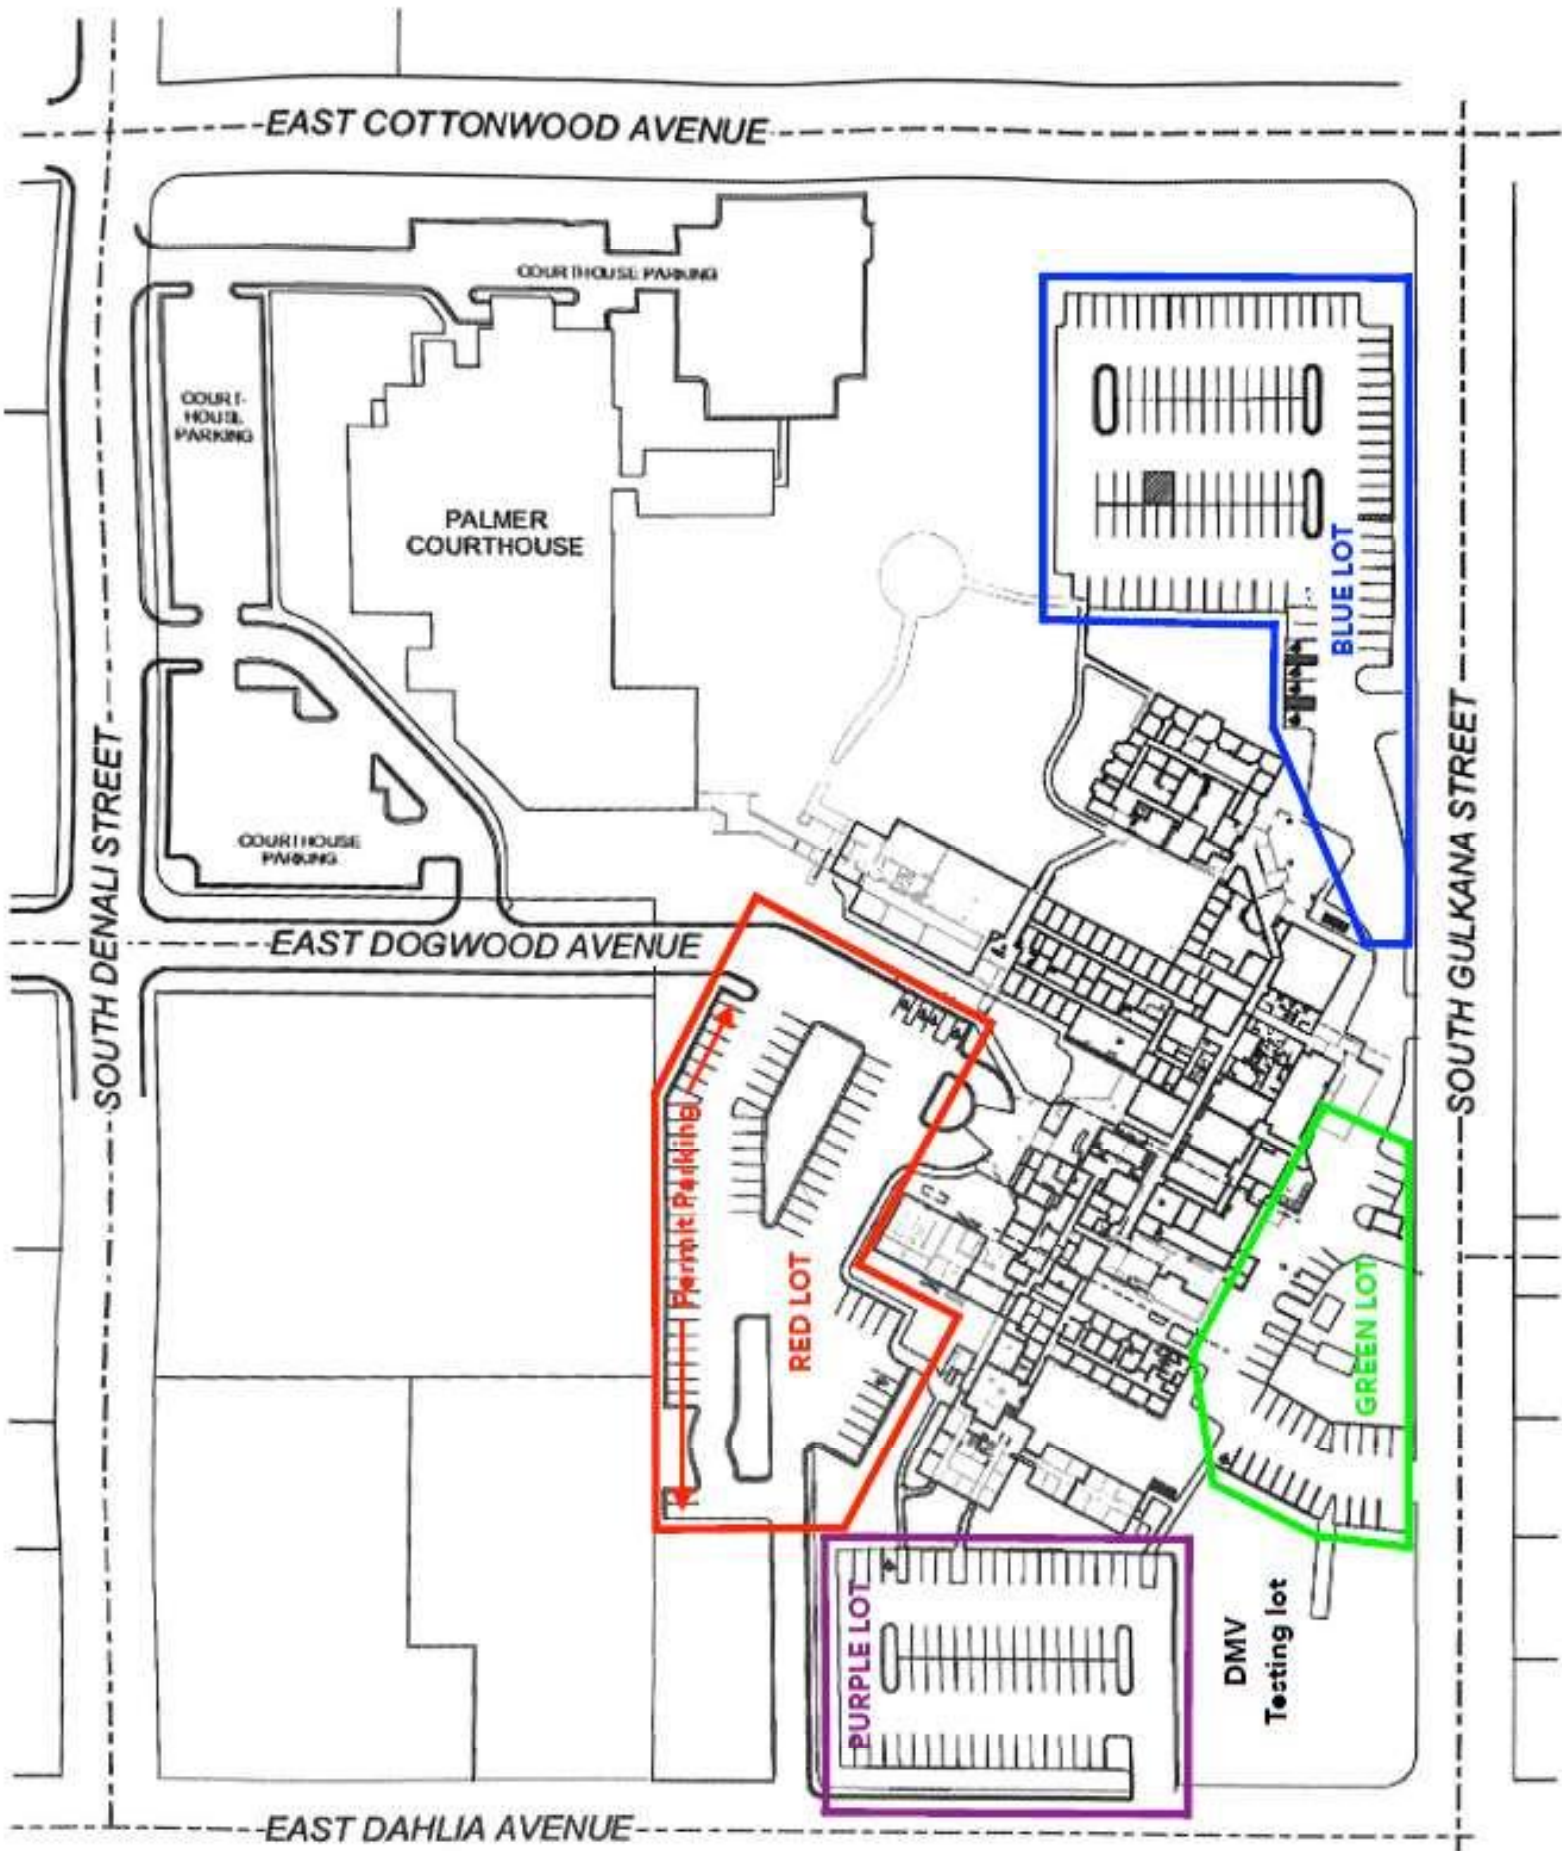 EAST COTTONWOOD AVENUE
COURTHOUSE PARKING
COURT-
HOUSE
PARKING
PALMER
COURTHOUSE
BLUE LOT
SOUTH DENALI STREET
SOUTH GULKANA STREET
COURTHOUSE
PARKING
EAST DOGWOOD AVENUE
Permit Parking
RED LOT
GREEN LOT
PURPLE LOT
DMV
Testing lot
EAST DAHLIA AVENUE